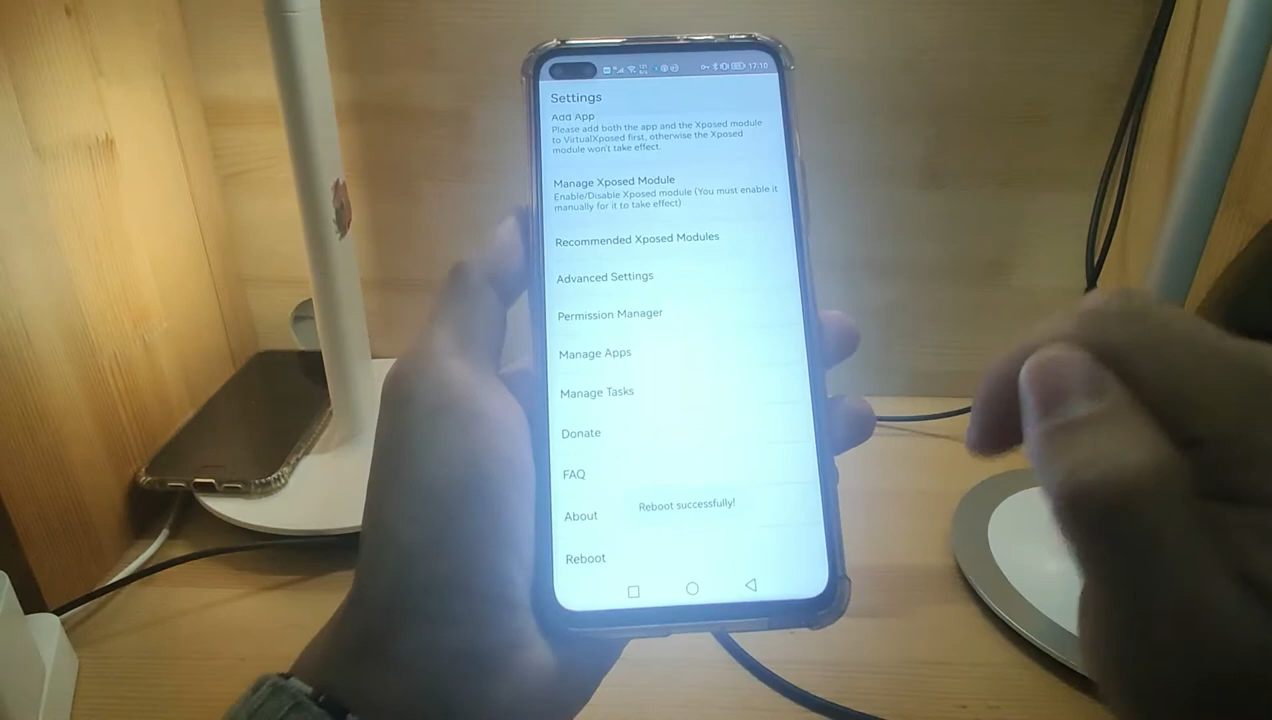 17:10
Settings
Add App
Please add both the app and the Xposed module
to VirtualXposed first, otherwise the Xposed
module won't take effect.
Manage Xposed Module
Enable/Disable Xposed module (You must enable it
manually for it to take effect)
Recommended Xposed Modules
Advanced Settings
Permission Manager
Manage Apps
Manage Tasks
Donate
FAQ
About
Reboot successfully!
Reboot